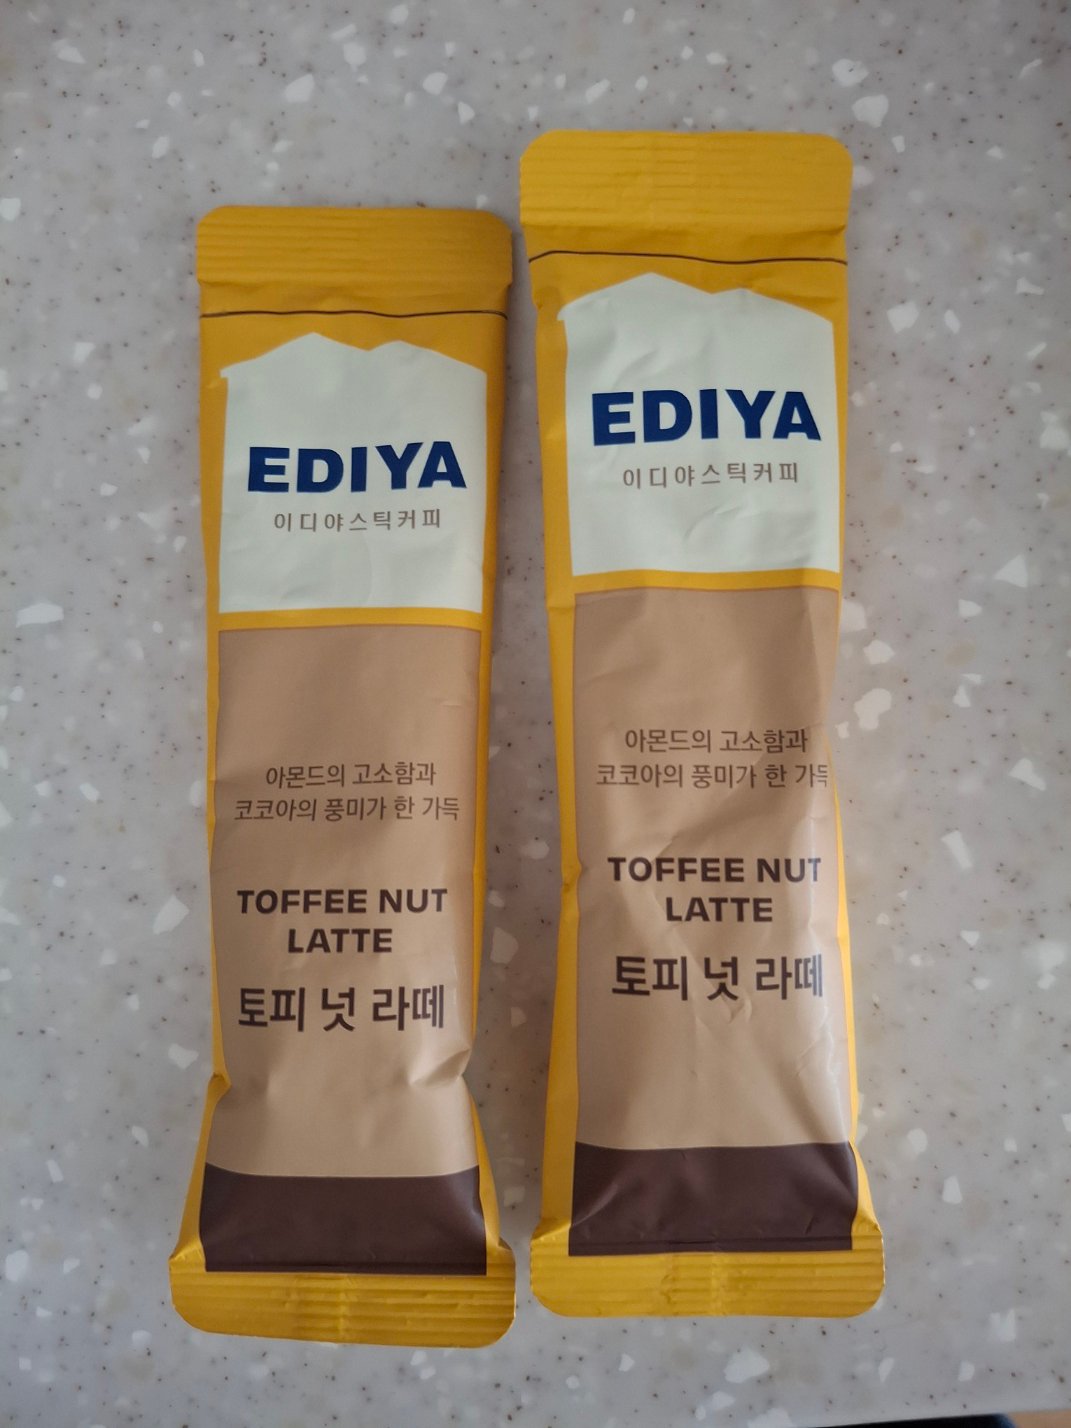 EDIYA
이디야스틱커피
아몬드의 고소함과
코코아의 풍미가 한 가득
TOFFEE NUT
LATTE
토피 넛 라떼
EDIYA
이디야스틱커피
아몬드의 고소함과
코코아의 풍미가 한 가득
TOFFEE NUT
LATTE
토피 넛 라떼